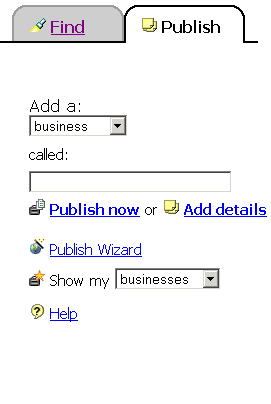 Find Publish
Add a:
business
called:
Publish now or Add details
Publish Wizard
Show my businesses
Help